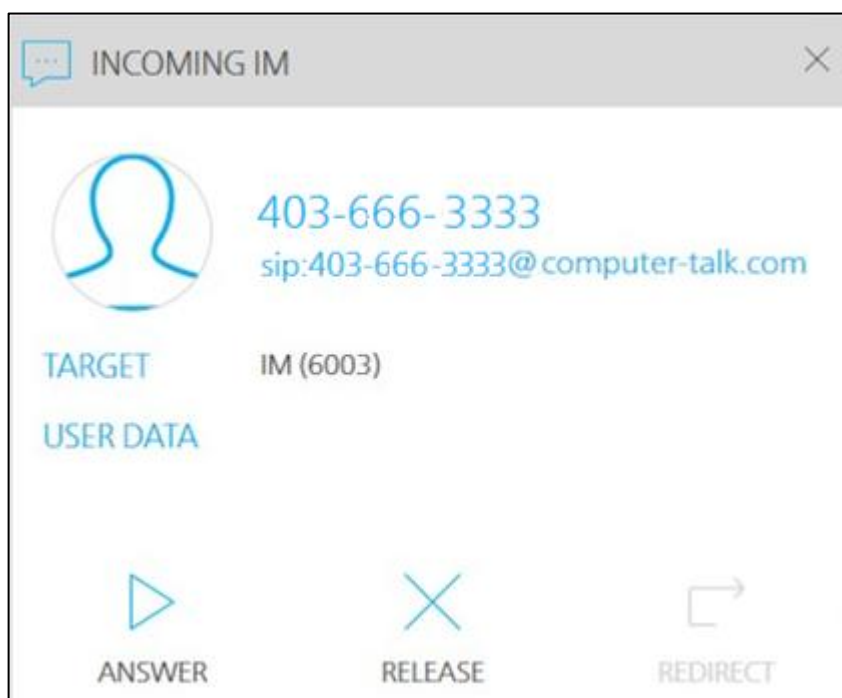 INCOMING IM
403-666-3333
sip:403-666-3333@computer-talk.com
TARGET IM (6003)
USER DATA
ANSWER RELEASE REDIRECT